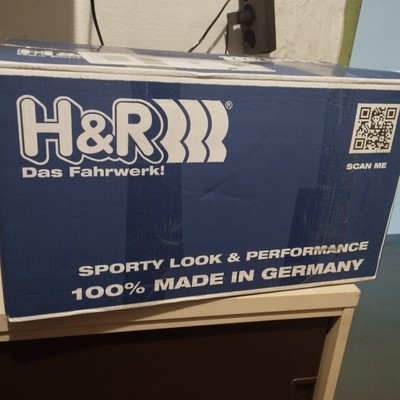 H&R®
Das Fahrwerk!
SCAN ME
SPORTY LOOK & PERFORMANCE
100% MADE IN GERMANY